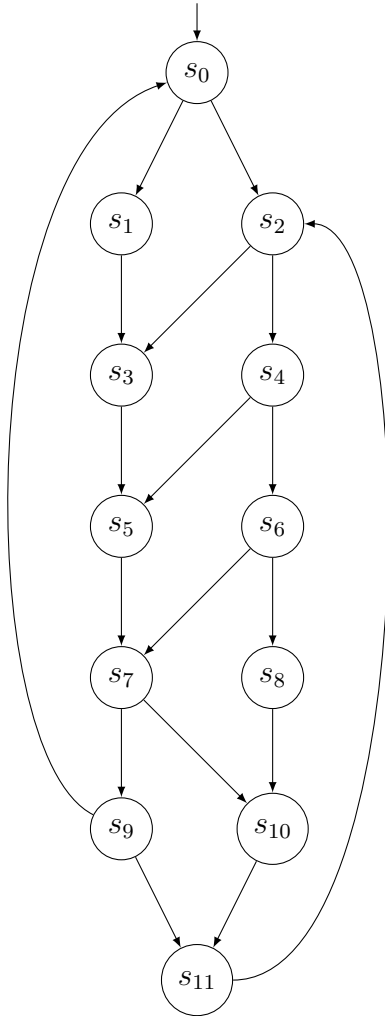 s₀
s₁ s₂
s₃ s₄
s₅ s₆
s₇ s₈
s₉ s₁₀
s₁₁